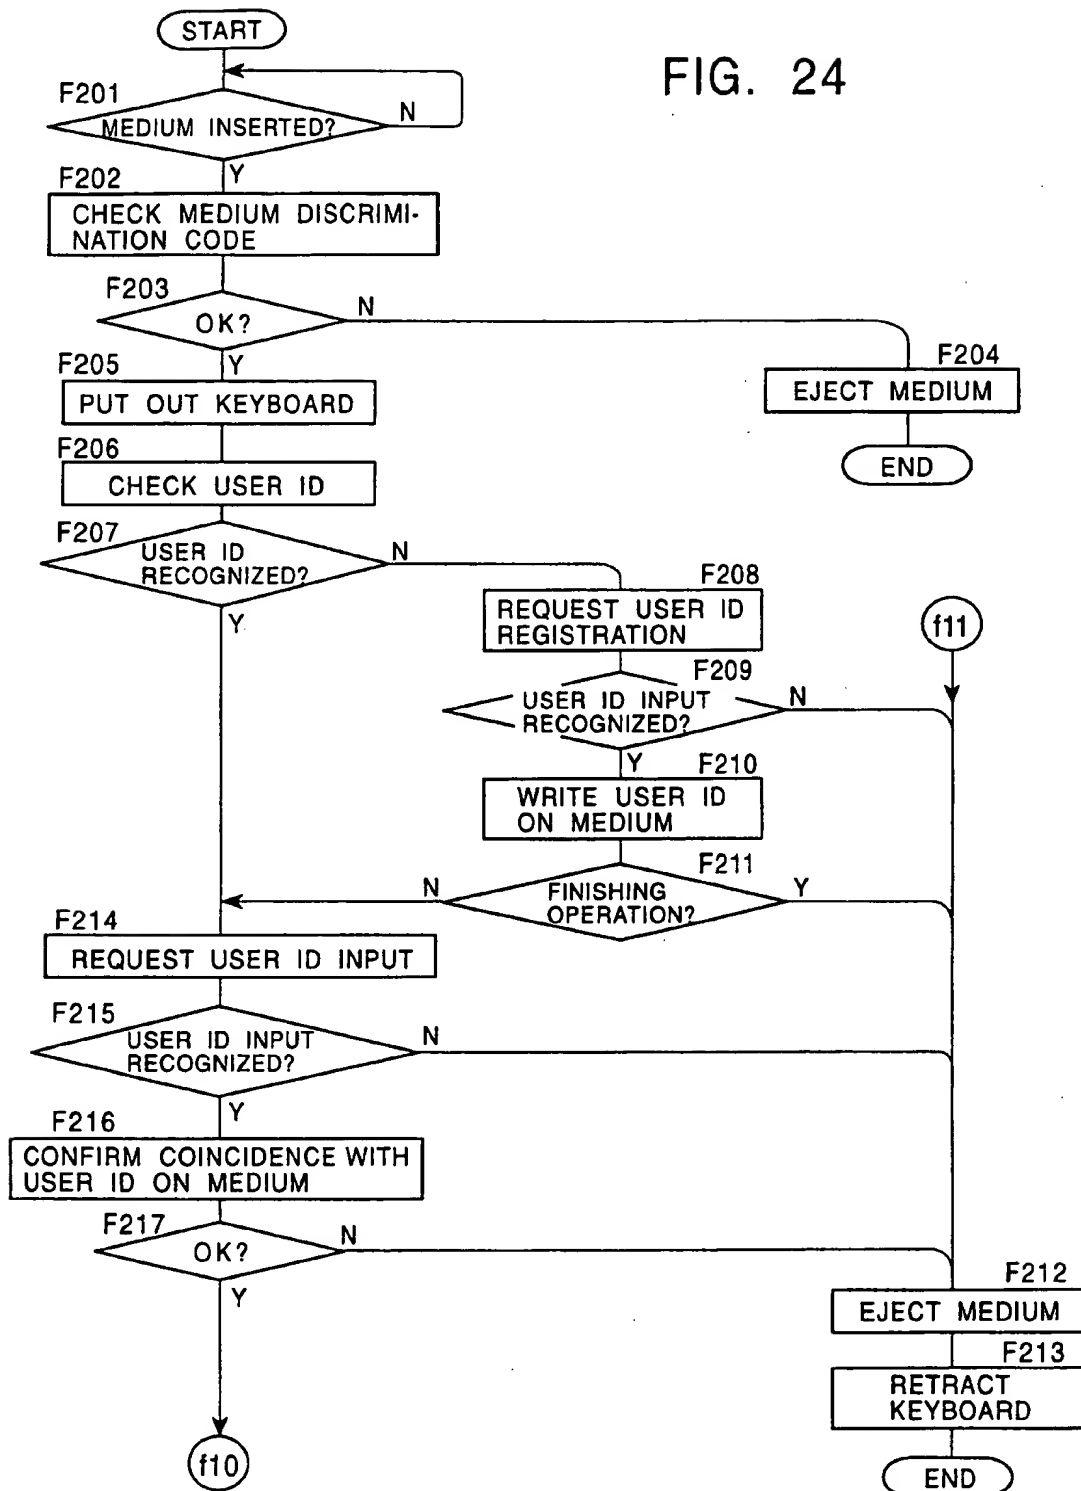 START
FIG. 24
F201
MEDIUM INSERTED?
N
Y
F202
CHECK MEDIUM DISCRIMI-
NATION CODE
F203
OK?
N
Y
F204
EJECT MEDIUM
END
F205
PUT OUT KEYBOARD
F206
CHECK USER ID
F207
USER ID
RECOGNIZED?
N
Y
F208
REQUEST USER ID
REGISTRATION
f11
F209
USER ID INPUT
RECOGNIZED?
N
Y
F210
WRITE USER ID
ON MEDIUM
F211
FINISHING
OPERATION?
N
Y
F214
REQUEST USER ID INPUT
F215
USER ID INPUT
RECOGNIZED?
N
Y
F216
CONFIRM COINCIDENCE WITH
USER ID ON MEDIUM
F217
OK?
N
Y
F212
EJECT MEDIUM
F213
RETRACT
KEYBOARD
f10
END